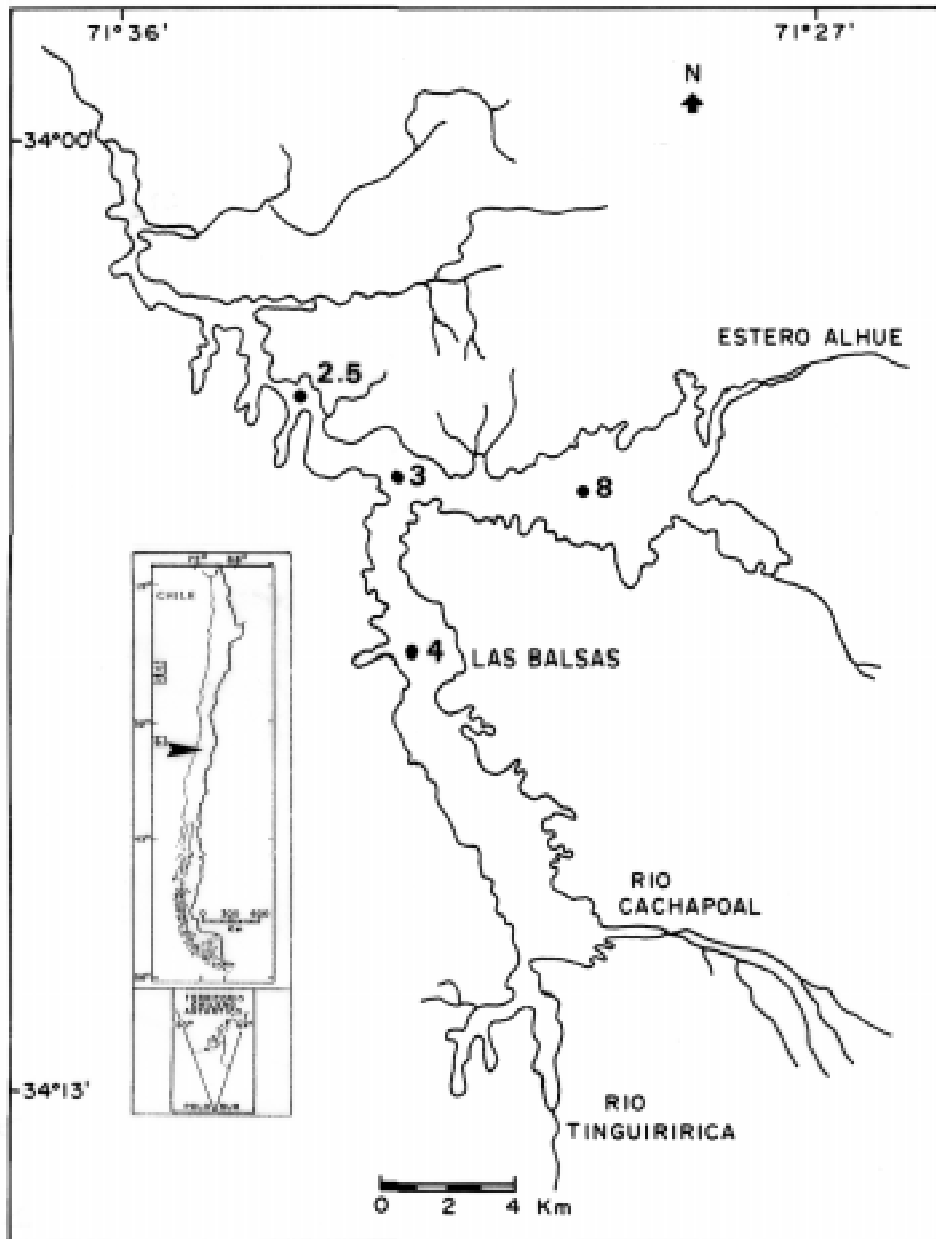 71°36'
71°27'
N
34°00'
ESTERO ALHUE
2.5
3
8
4
LAS BALSAS
CHILE
RIO
CACHAPOAL
34°13'
RIO
TINGUIRIRICA
0 2 4 Km